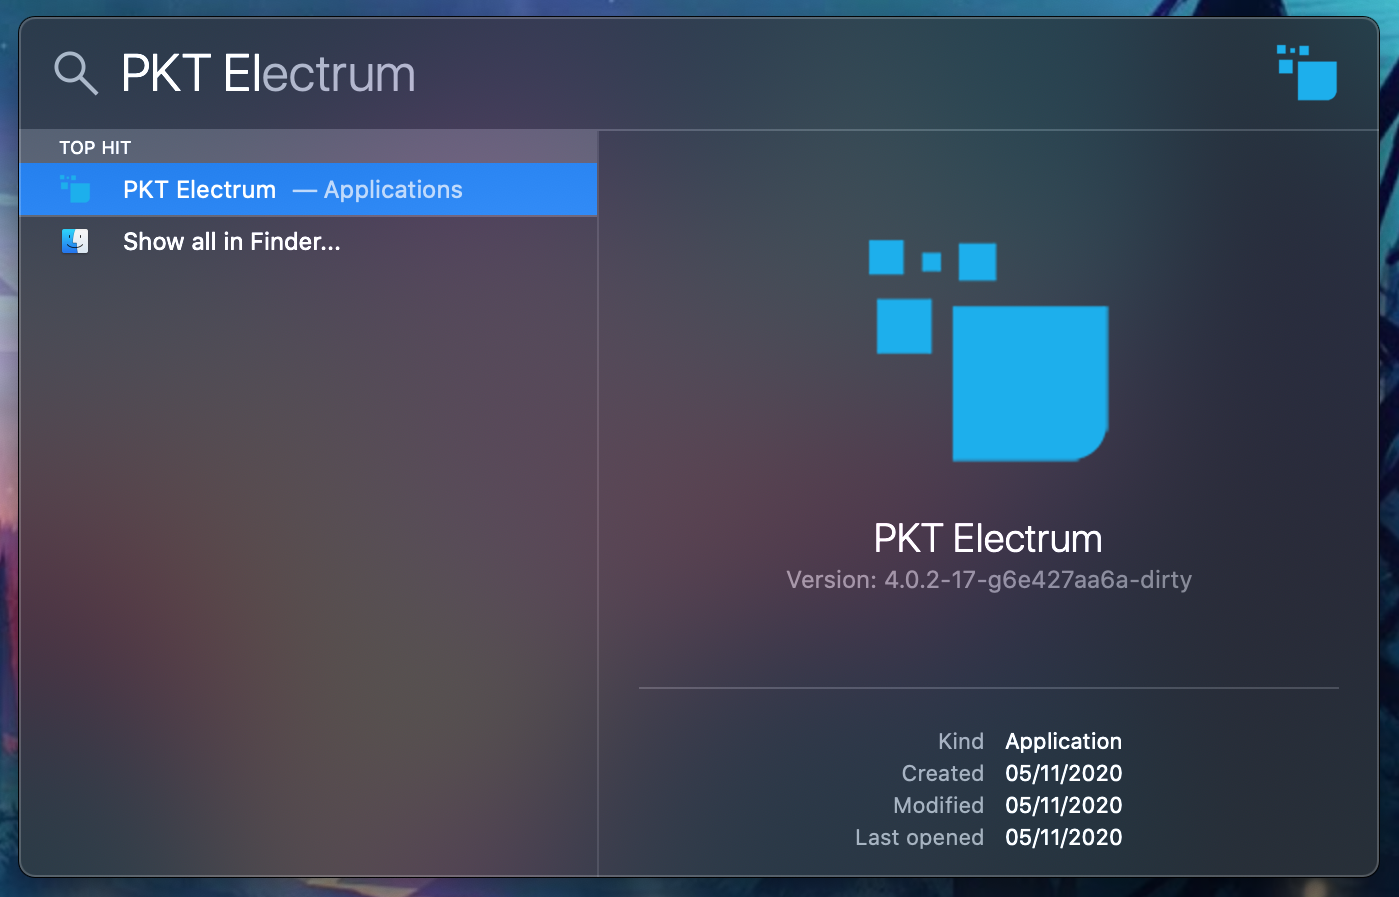 PKT Electrum
TOP HIT
PKT Electrum — Applications
Show all in Finder...
PKT Electrum
Version: 4.0.2-17-g6e427aa6a-dirty
Kind Application
Created 05/11/2020
Modified 05/11/2020
Last opened 05/11/2020